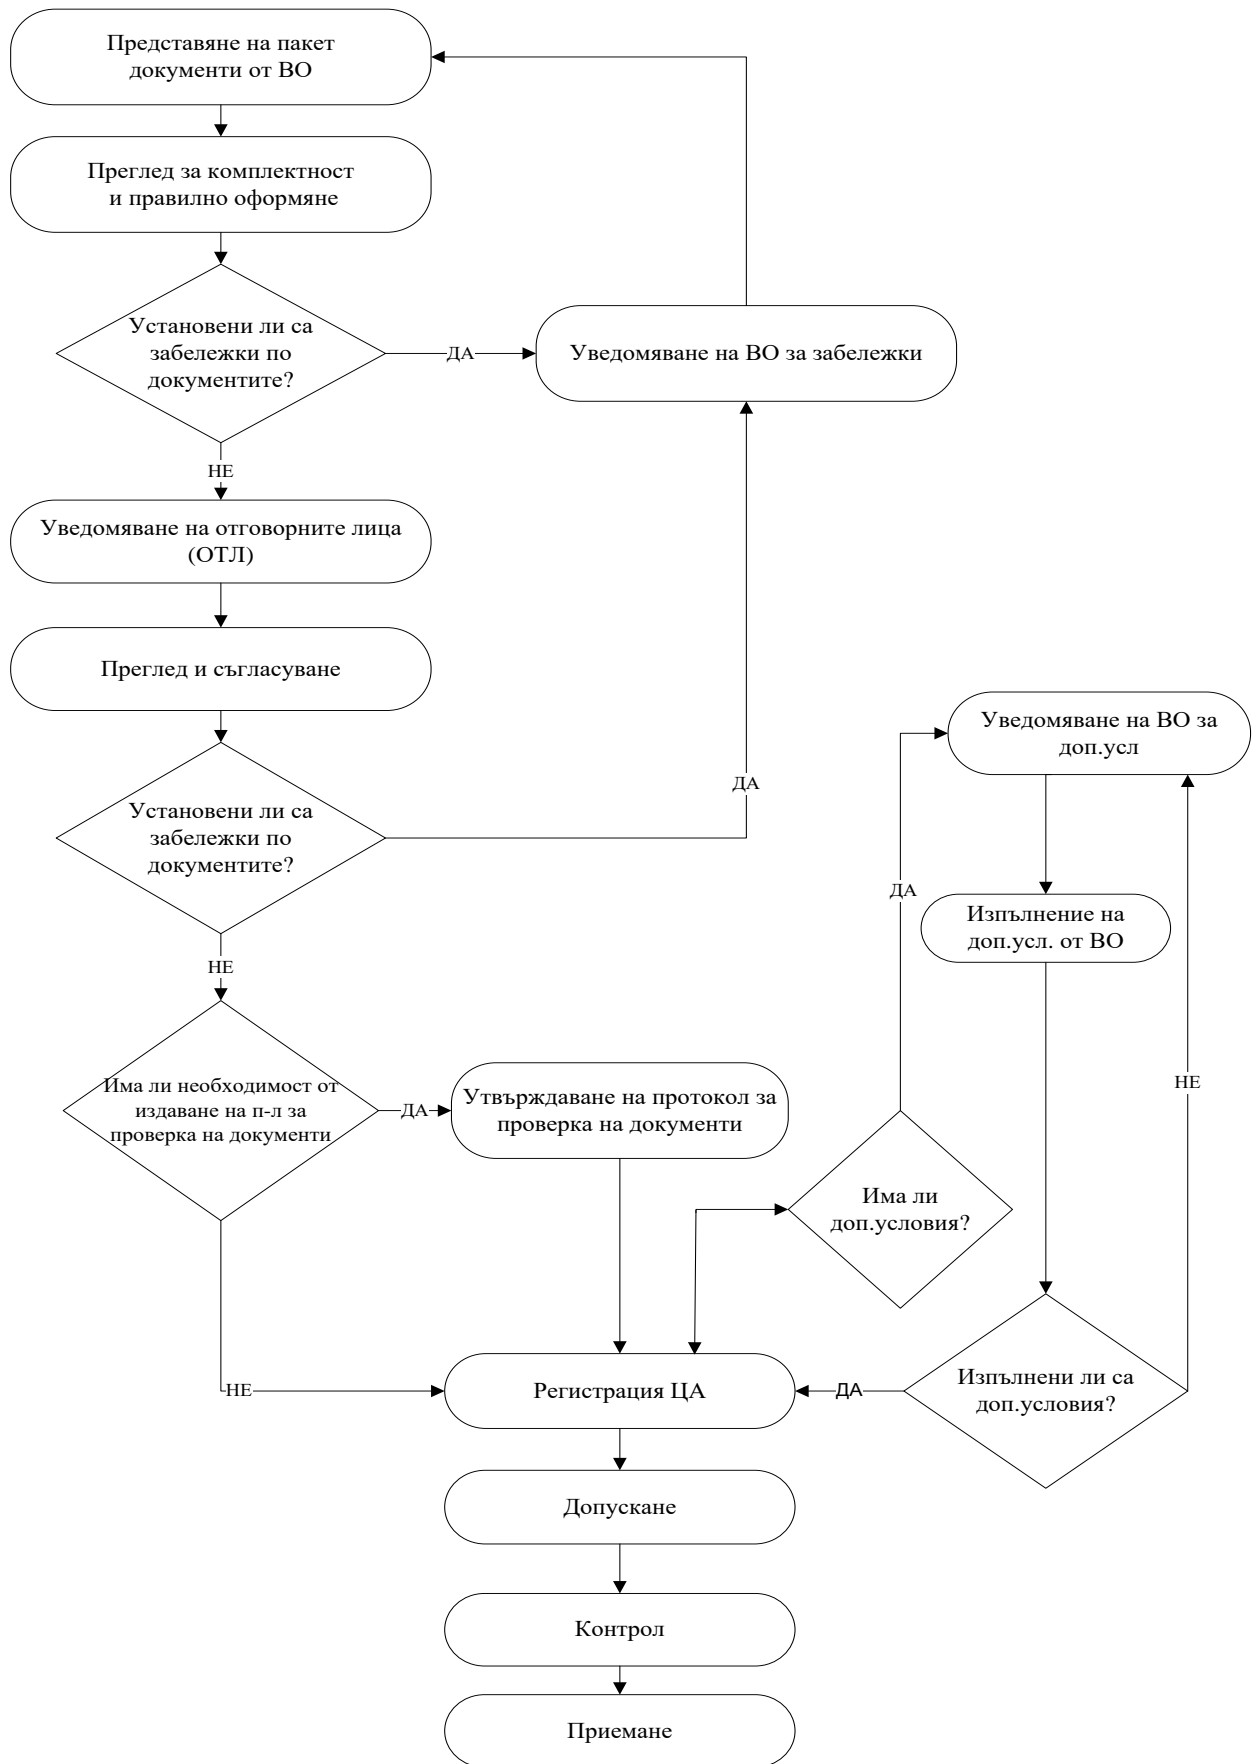 Представяне на пакет
документи от ВО
Преглед за комплектност
и правилно оформяне
Установени ли са
забележки по
документите?
ДА
Уведомяване на ВО за забележки
НЕ
Уведомяване на отговорните лица
(ОТЛ)
Преглед и съгласуване
Установени ли са
забележки по
документите?
ДА
НЕ
Уведомяване на ВО за
доп.усл
ДА
Изпълнение на
доп.усл. от ВО
НЕ
Има ли необходимост от
издаване на п-л за
проверка на документи
ДА
Утвърждаване на протокол за
проверка на документи
Има ли
доп.условия?
НЕ
Регистрация ЦА
ДА
Изпълнени ли са
доп.условия?
Допускане
Контрол
Приемане